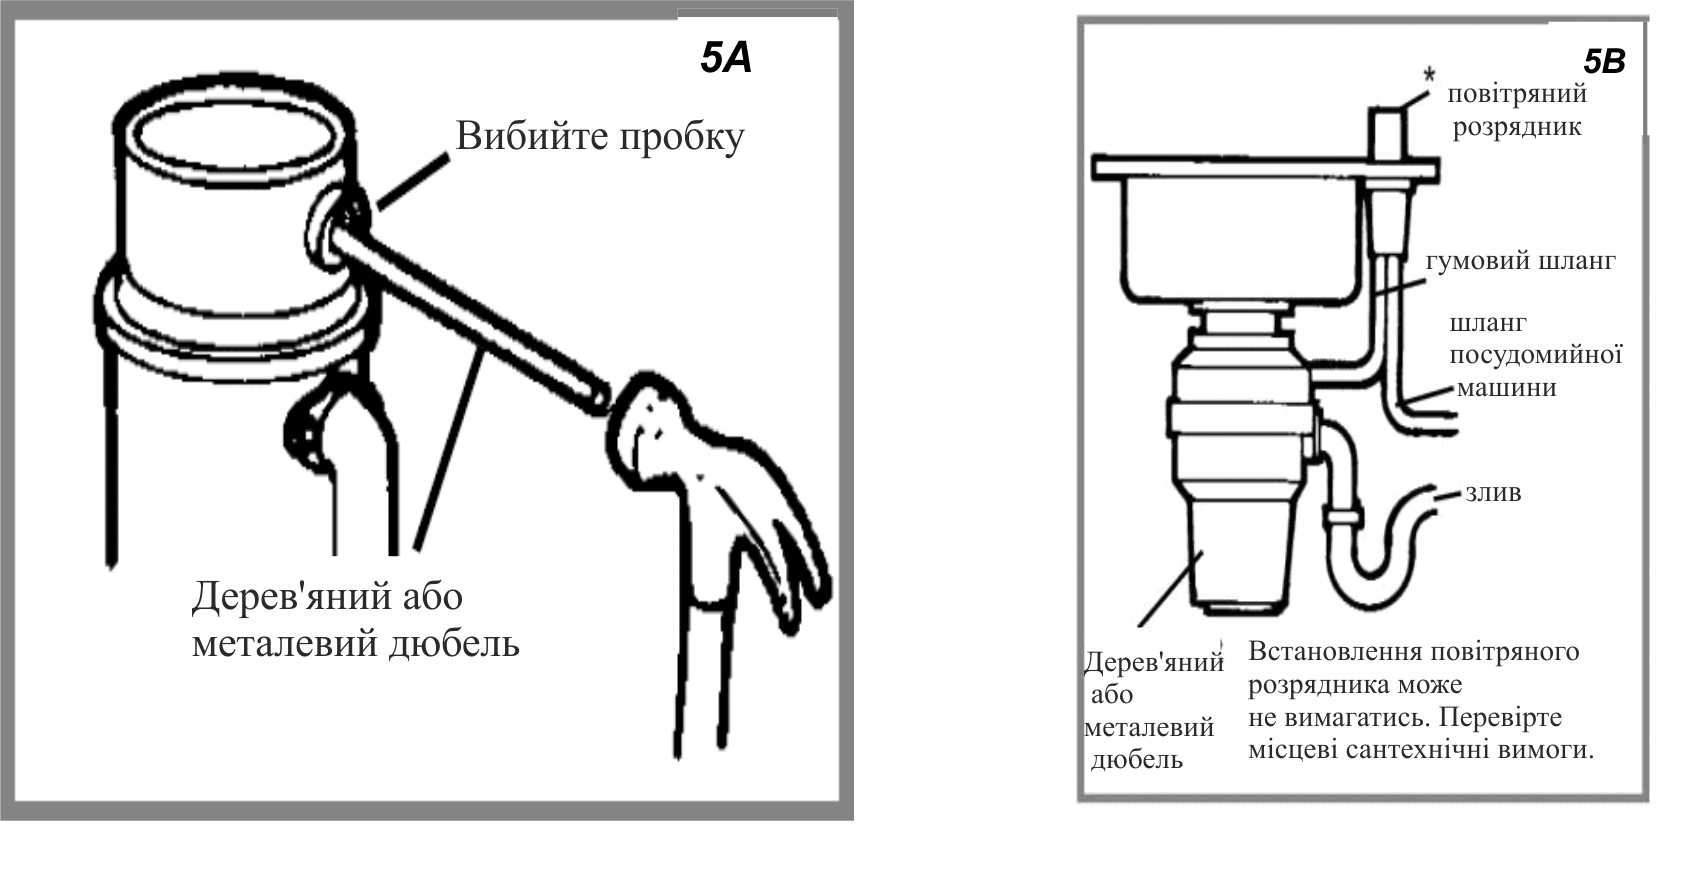 5A
Вибийте пробку
Дерев'яний або
металевий дюбель
5B
*
повітряний
розрядник
гумовий шланг
шланг
посудомийної
машини
злив
Дерев'яний
або
металевий
дюбель
Встановлення повітряного
розрядника може
не вимагатись. Перевірте
місцеві сантехнічні вимоги.